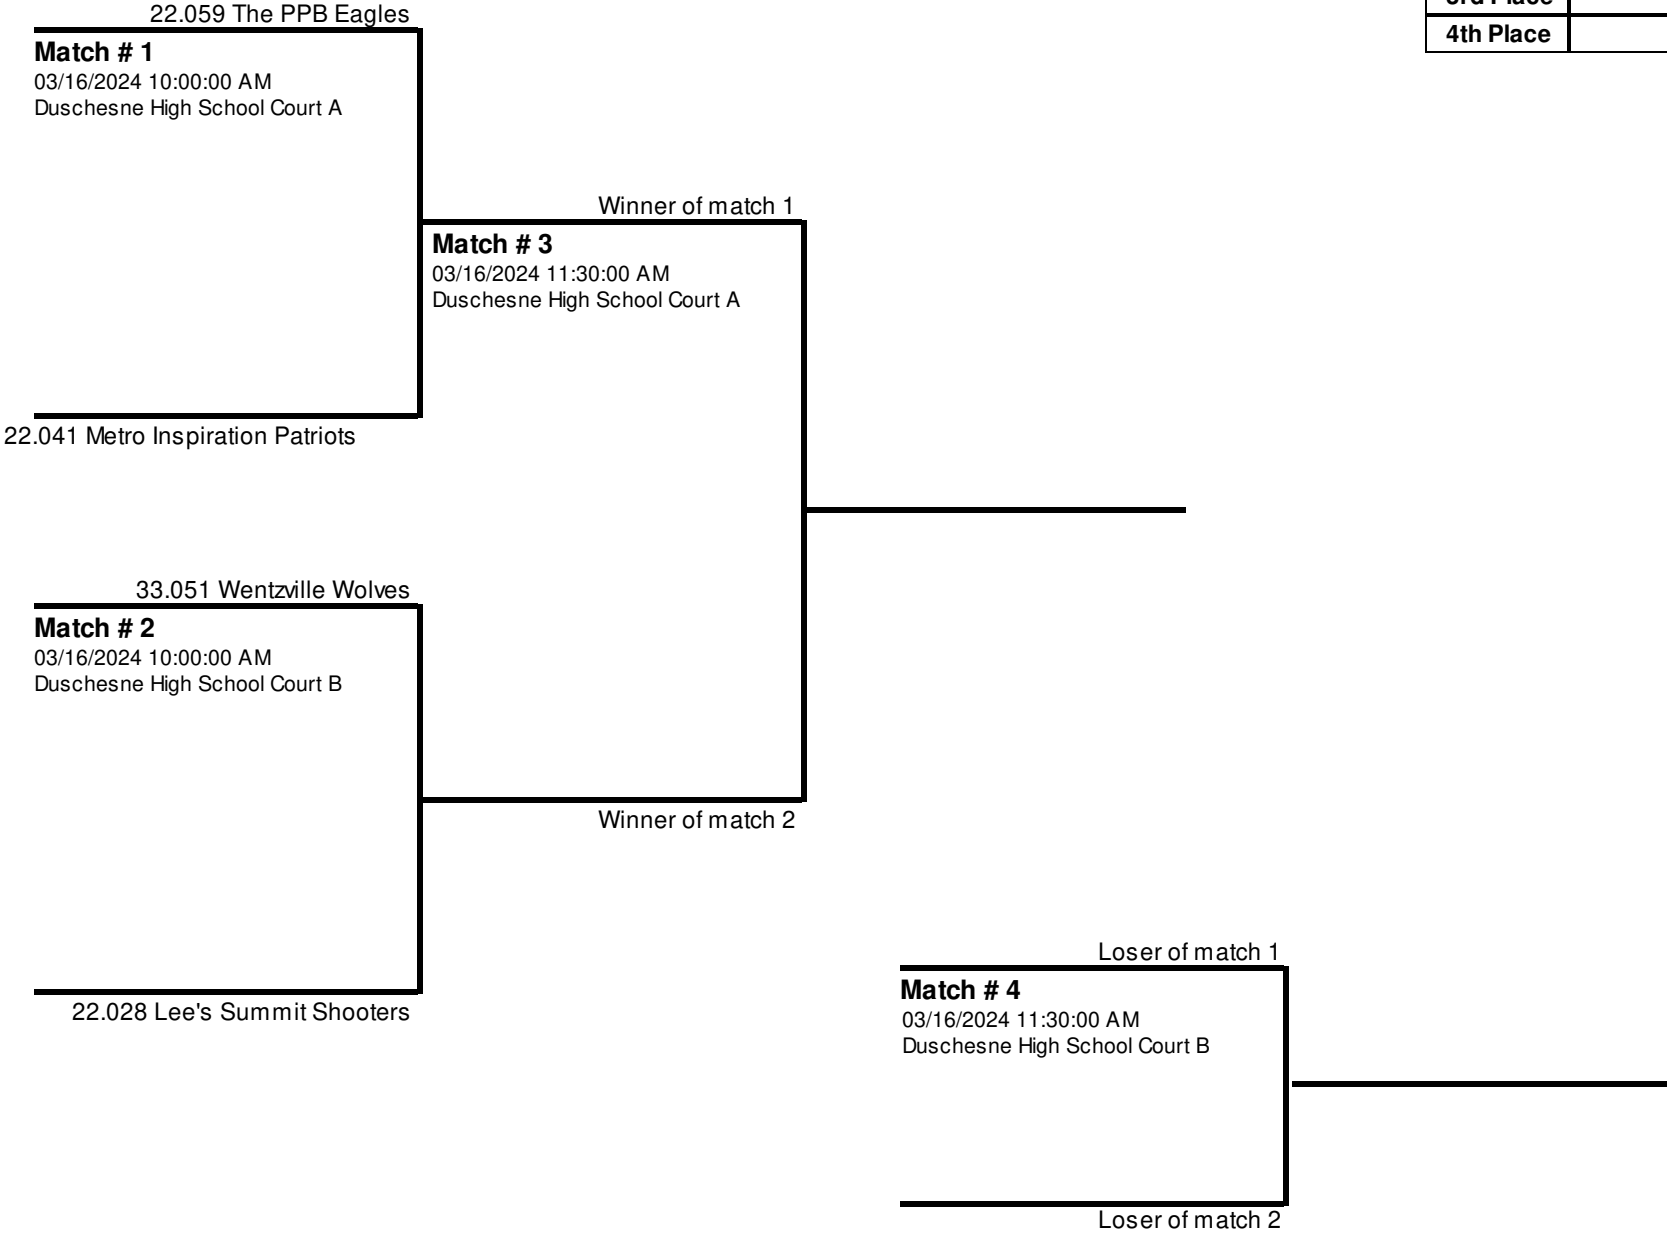 22.059 The PPB Eagles
Match # 1
03/16/2024 10:00:00 AM
Duschesne High School Court A
3rd Place
4th Place
Winner of match 1
Match # 3
03/16/2024 11:30:00 AM
Duschesne High School Court A
22.041 Metro Inspiration Patriots
33.051 Wentzville Wolves
Match # 2
03/16/2024 10:00:00 AM
Duschesne High School Court B
Winner of match 2
22.028 Lee's Summit Shooters
Loser of match 1
Match # 4
03/16/2024 11:30:00 AM
Duschesne High School Court B
Loser of match 2